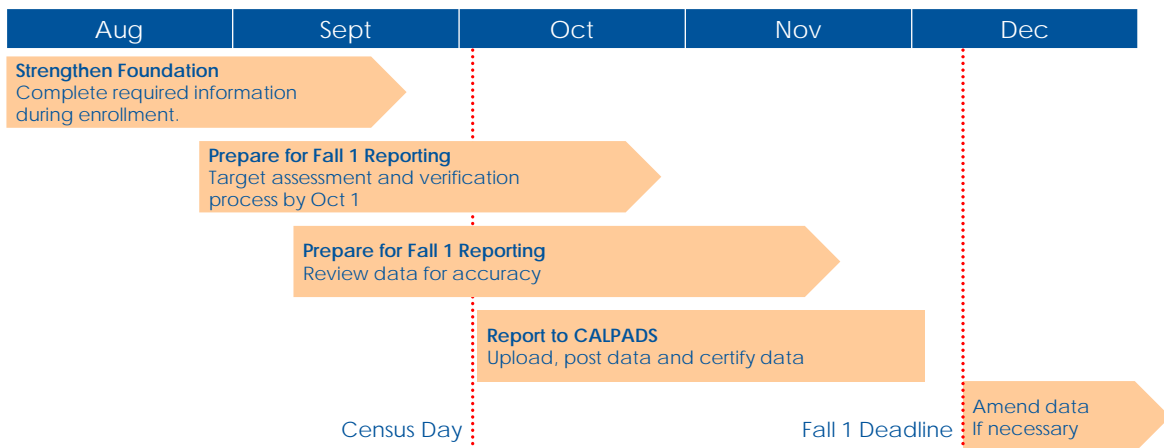 Aug Sept Oct Nov Dec
Strengthen Foundation
Complete required information
during enrollment.
Prepare for Fall 1 Reporting
Target assessment and verification
process by Oct 1
Prepare for Fall 1 Reporting
Review data for accuracy
Report to CALPADS
Upload, post data and certify data
Amend data
If necessary
Census Day
Fall 1 Deadline